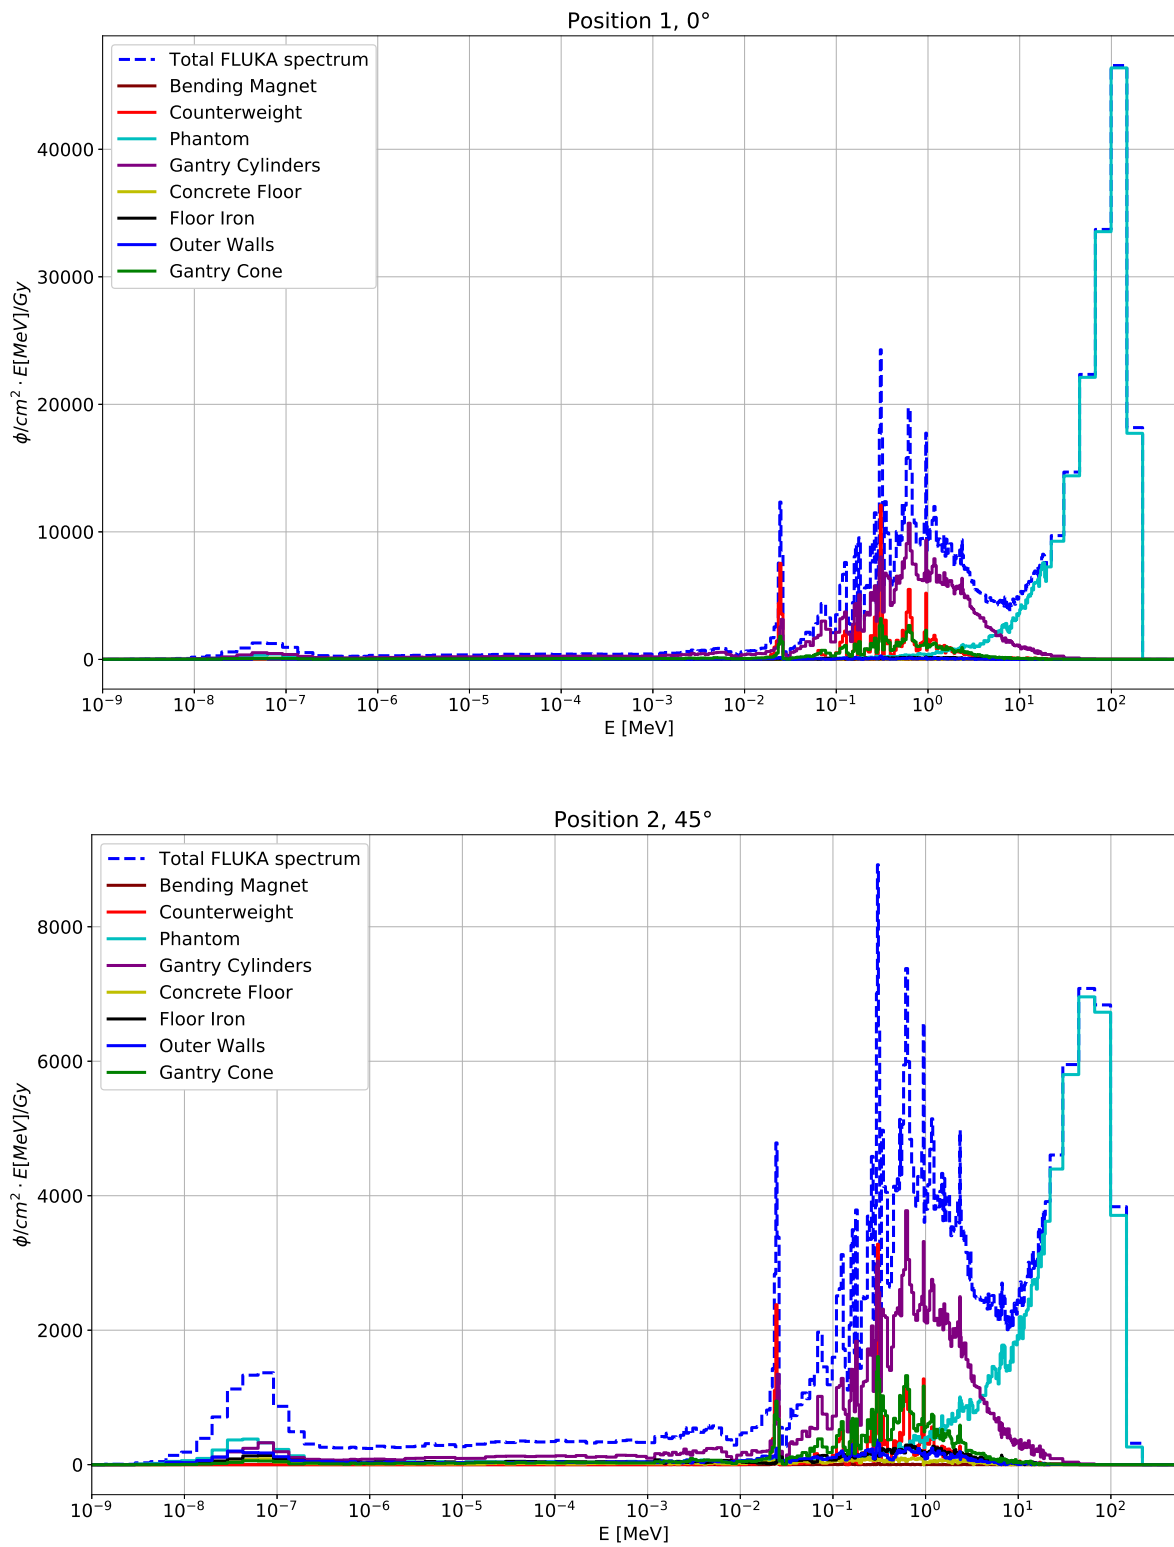 Position 1, 0°
Total FLUKA spectrum
Bending Magnet
Counterweight
Phantom
Gantry Cylinders
Concrete Floor
Floor Iron
Outer Walls
Gantry Cone
40000
30000
20000
10000
0
ϕ/cm² · E[MeV]/Gy
10⁻⁹ 10⁻⁸ 10⁻⁷ 10⁻⁶ 10⁻⁵ 10⁻⁴ 10⁻³ 10⁻² 10⁻¹ 10⁰ 10¹ 10²
E [MeV]
Position 2, 45°
Total FLUKA spectrum
Bending Magnet
Counterweight
Phantom
Gantry Cylinders
Concrete Floor
Floor Iron
Outer Walls
Gantry Cone
8000
6000
4000
2000
0
ϕ/cm² · E[MeV]/Gy
10⁻⁹ 10⁻⁸ 10⁻⁷ 10⁻⁶ 10⁻⁵ 10⁻⁴ 10⁻³ 10⁻² 10⁻¹ 10⁰ 10¹ 10²
E [MeV]